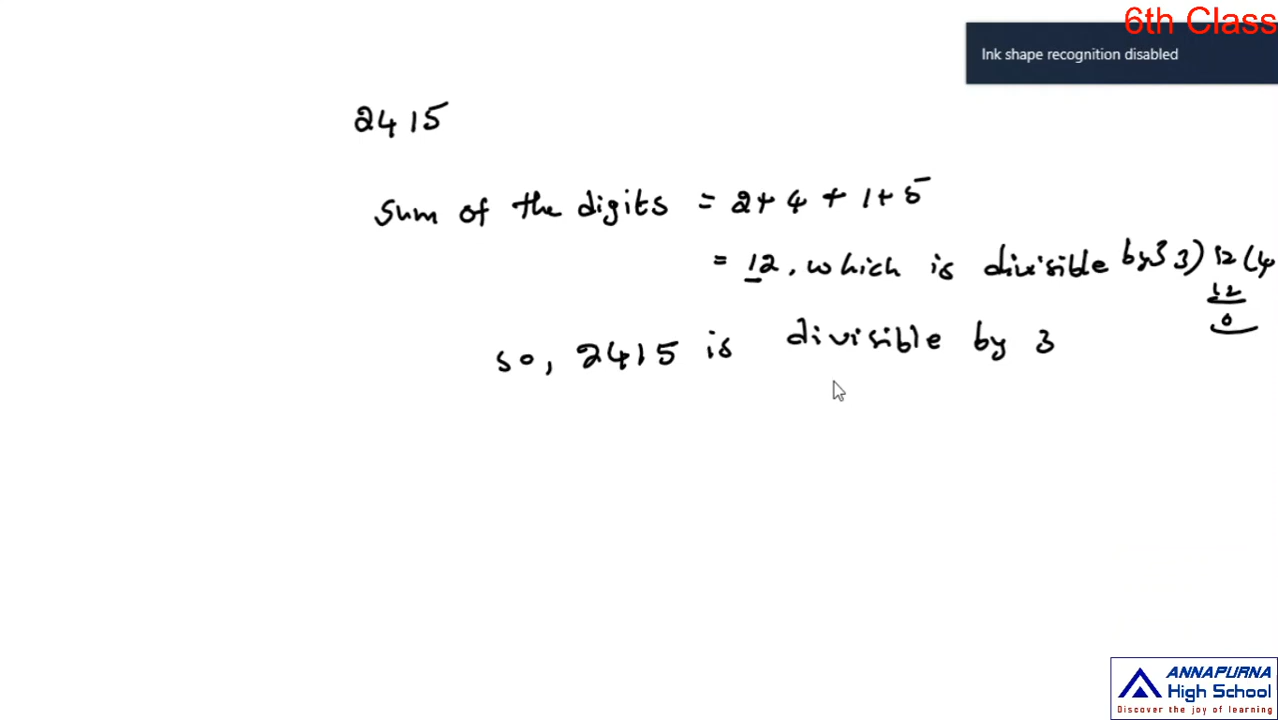 6th Class
Ink shape recognition disabled
2415
sum of the digits = 2+4+1+5
= 12, which is divisible by 3 3) 12 (4
12
0
so, 2415 is divisible by 3
ANNAPURNA
High School
Discover the joy of learning